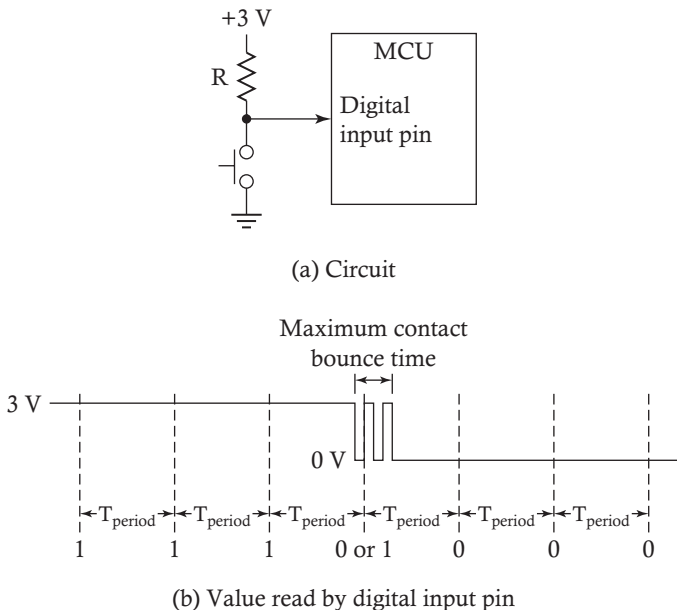 +3 V
MCU
R
Digital
input pin
(a) Circuit
Maximum contact
bounce time
3 V
0 V
T_period T_period T_period T_period T_period T_period
1 1 1 0 or 1 0 0 0
(b) Value read by digital input pin